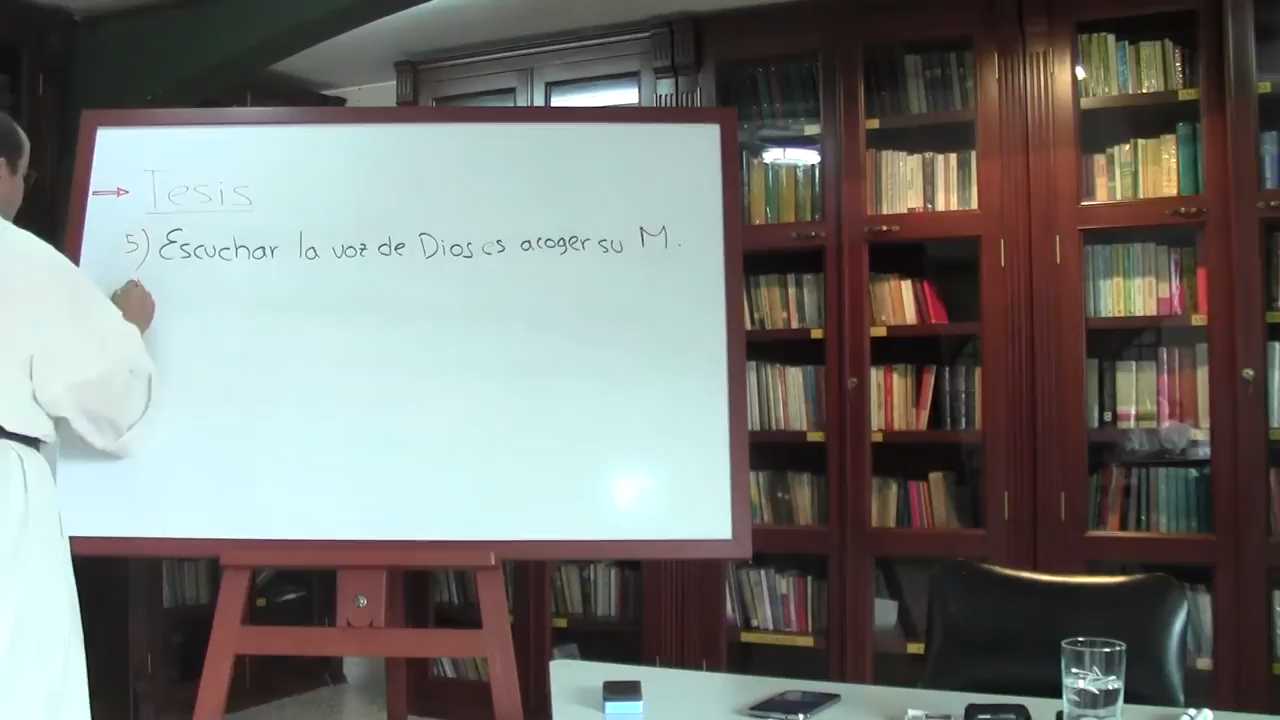 → Tesis
5) Escuchar la voz de Dios es acoger su M.